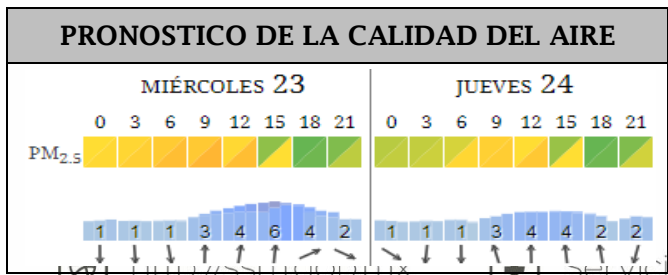 PRONOSTICO DE LA CALIDAD DEL AIRE
MIÉRCOLES 23 JUEVES 24
0 3 6 9 12 15 18 21 0 3 6 9 12 15 18 21
PM2.5
1 1 1 3 4 6 4 2 1 1 1 3 4 4 2 2